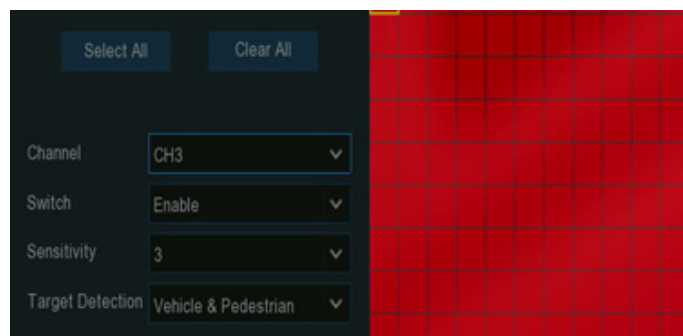 Select All Clear All
Channel CH3
Switch Enable
Sensitivity 3
Target Detection Vehicle & Pedestrian